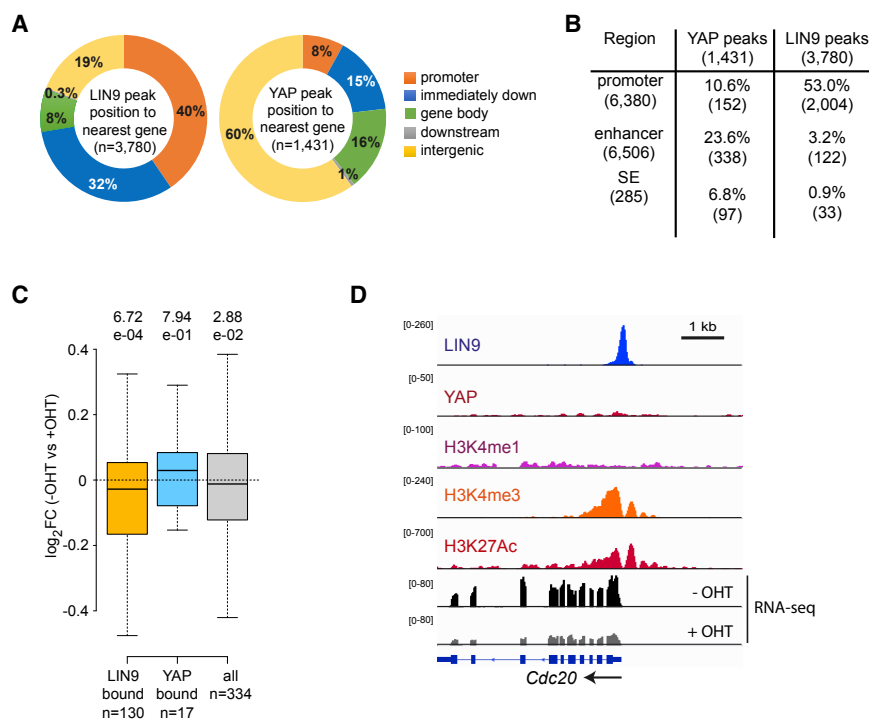 A
19%
0.3%
8%
40%
32%
LIN9 peak
position to
nearest gene
(n=3,780)
8%
15%
60%
16%
1%
YAP peak
position to
nearest gene
(n=1,431)
promoter
immediately down
gene body
downstream
intergenic
B
Region YAP peaks (1,431) LIN9 peaks (3,780)
promoter (6,380) 10.6% (152) 53.0% (2,004)
enhancer (6,506) 23.6% (338) 3.2% (122)
SE (285) 6.8% (97) 0.9% (33)
C
6.72 7.94 2.88
e-04 e-01 e-02
log2FC (-OHT vs +OHT)
0.4
0.2
0
-0.2
-0.4
LIN9 YAP all
bound bound n=334
n=130 n=17
D
[0-260]
LIN9
1 kb
[0-50]
YAP
[0-100]
H3K4me1
[0-240]
H3K4me3
[0-700]
H3K27Ac
[0-80]
- OHT
[0-80]
+ OHT
RNA-seq
Cdc20